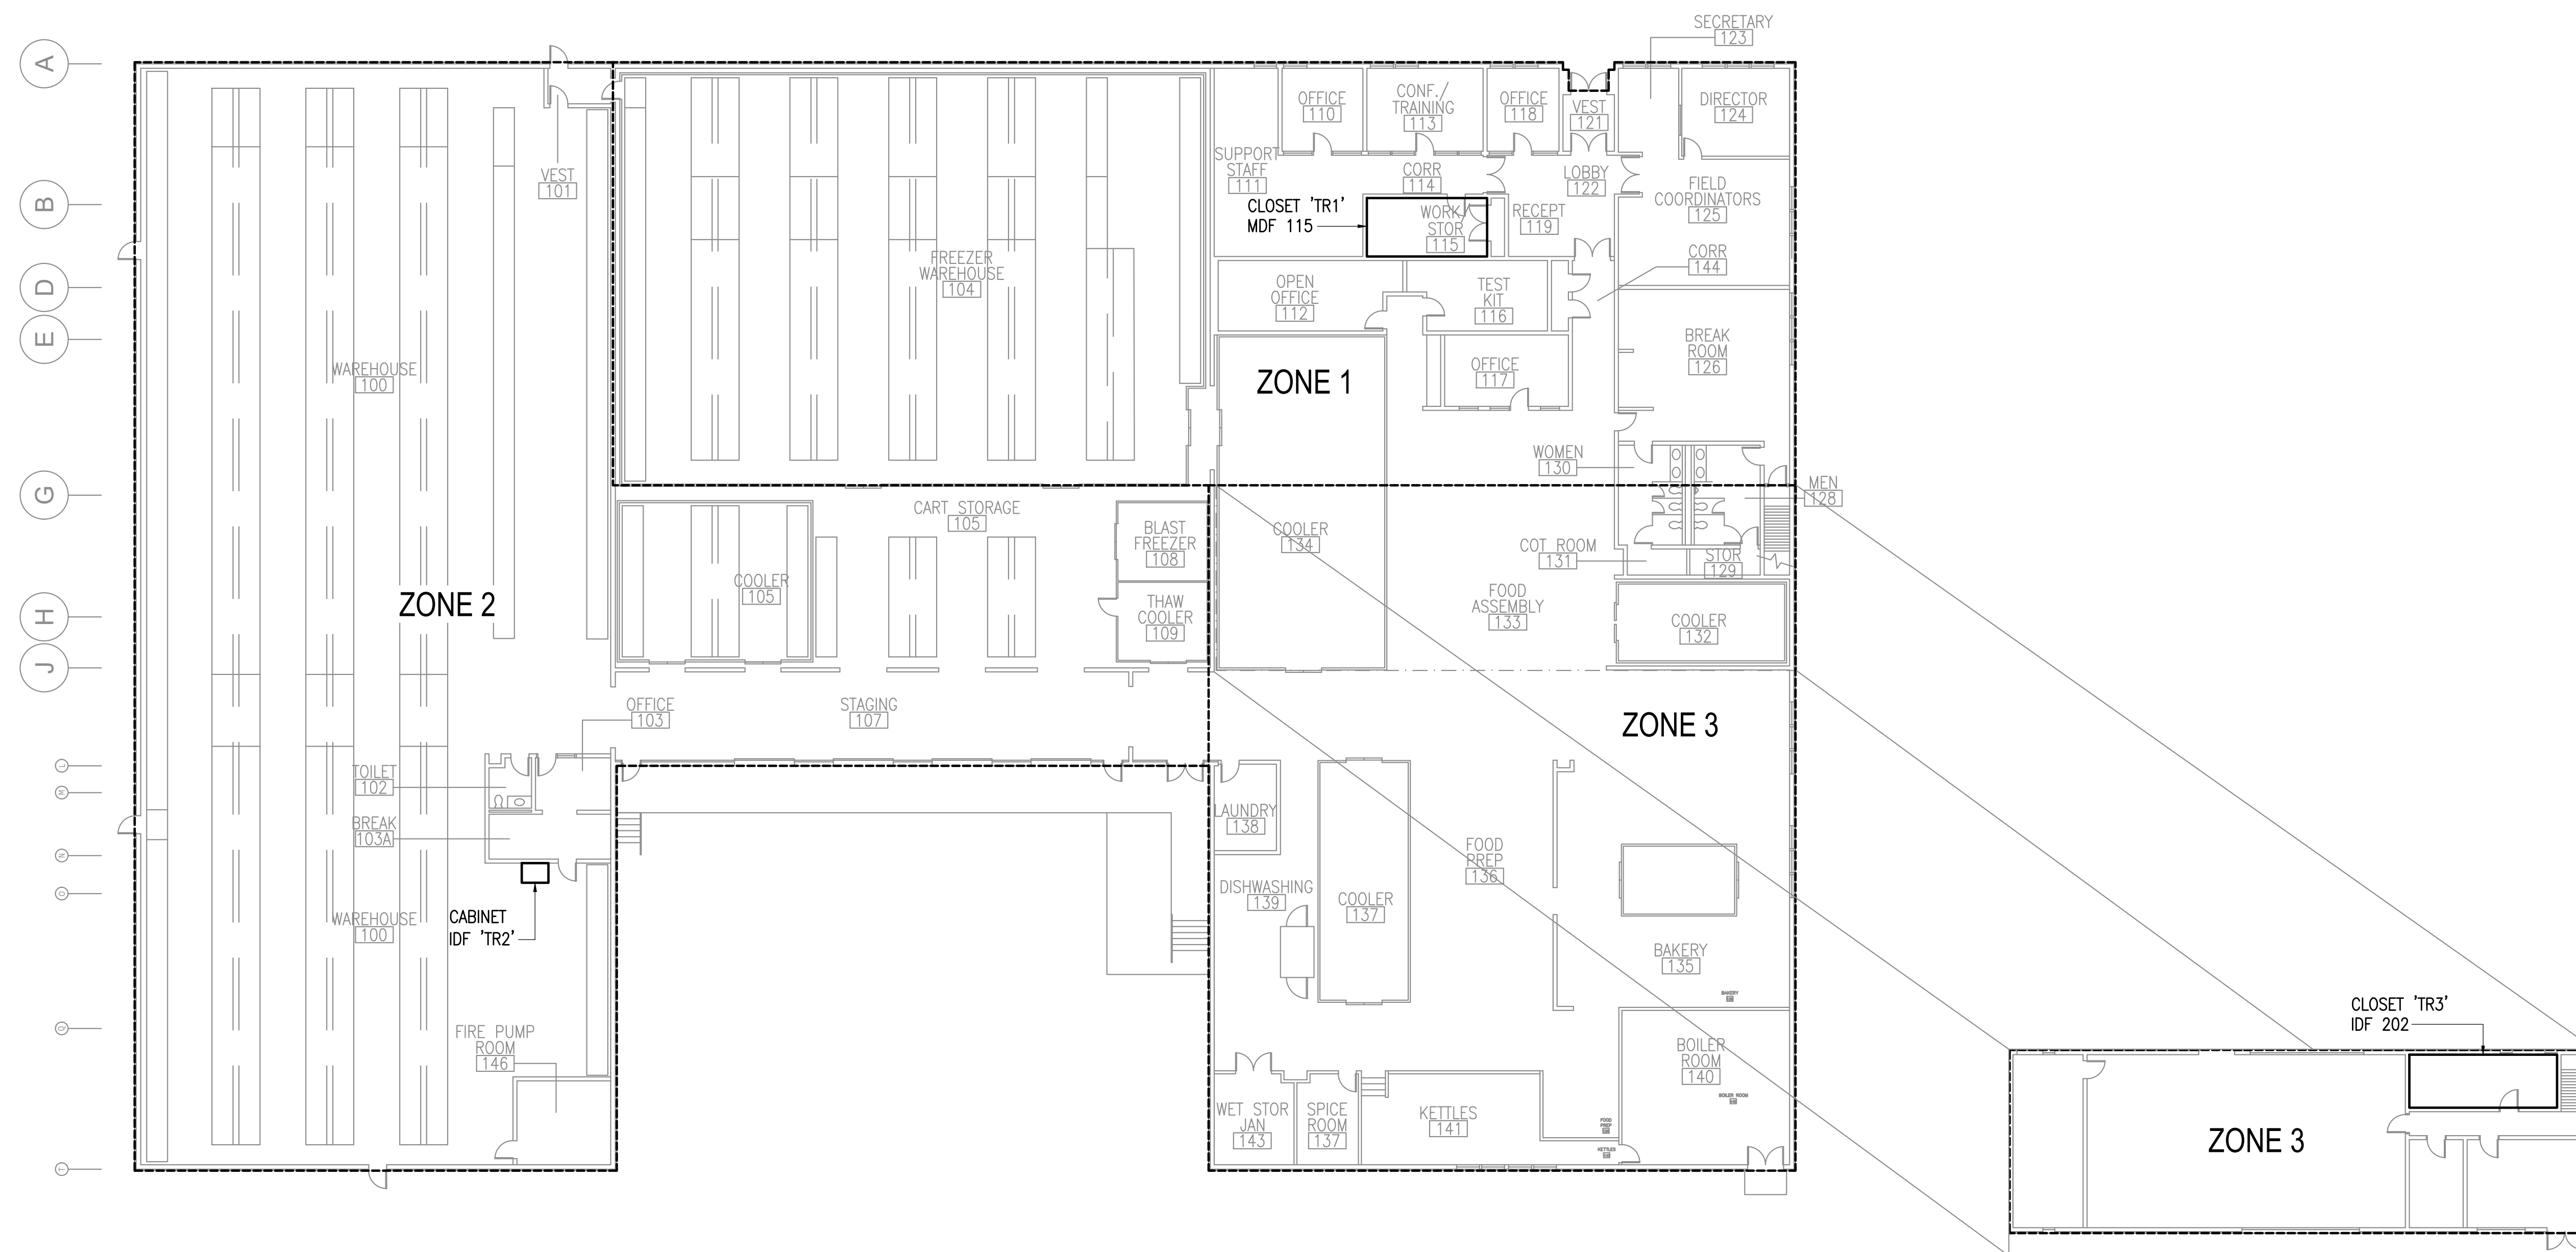 SECRETARY
123
A
OFFICE
110
CONF./
TRAINING
113
OFFICE
118
VEST
121
DIRECTOR
124
SUPPORT
STAFF
111
CORR
114
LOBBY
122
VEST
101
B
FIELD
COORDINATORS
125
CLOSET 'TR1'
MDF 115
WORK
STOR
115
RECEPT
119
CORR
144
FREEZER
WAREHOUSE
104
D
OPEN
OFFICE
112
TEST
KIT
116
E
BREAK
ROOM
126
WAREHOUSE
100
ZONE 1
OFFICE
117
WOMEN
130
G
MEN
128
CART STORAGE
105
BLAST
FREEZER
108
COOLER
134
COT ROOM
131
STOR
129
COOLER
105
ZONE 2
THAW
COOLER
109
FOOD
ASSEMBLY
133
COOLER
132
H
J
OFFICE
103
STAGING
107
ZONE 3
L
TOILET
102
M
LAUNDRY
138
BREAK
103A
N
FOOD
PREP
136
O
DISHWASHING
139
COOLER
137
WAREHOUSE
100
CABINET
IDF 'TR2'
BAKERY
135
BAKERY
CLOSET 'TR3'
IDF 202
Q
FIRE PUMP
ROOM
146
BOILER
ROOM
140
BOILER ROOM
WET STOR
JAN
143
SPICE
ROOM
137
KETTLES
141
FOOD
PREP
KETTLES
ZONE 3
T